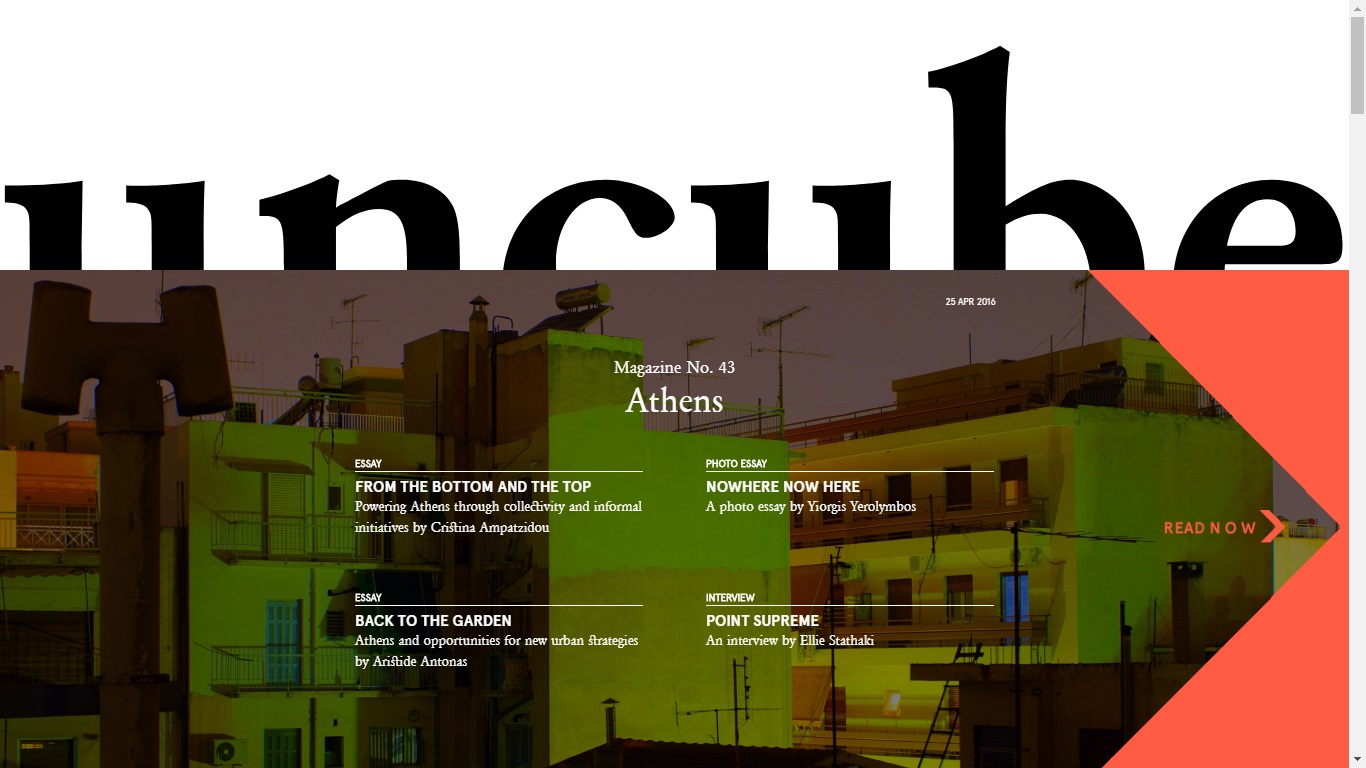 uncube
25 APR 2016
Magazine No. 43
Athens
ESSAY
FROM THE BOTTOM AND THE TOP
Powering Athens through collectivity and informal
initiatives by Cristina Ampatzidou
PHOTO ESSAY
NOWHERE NOW HERE
A photo essay by Yiorgis Yerolymbos
READ NOW
ESSAY
BACK TO THE GARDEN
Athens and opportunities for new urban strategies
by Aristide Antonas
INTERVIEW
POINT SUPREME
An interview by Ellie Stathaki